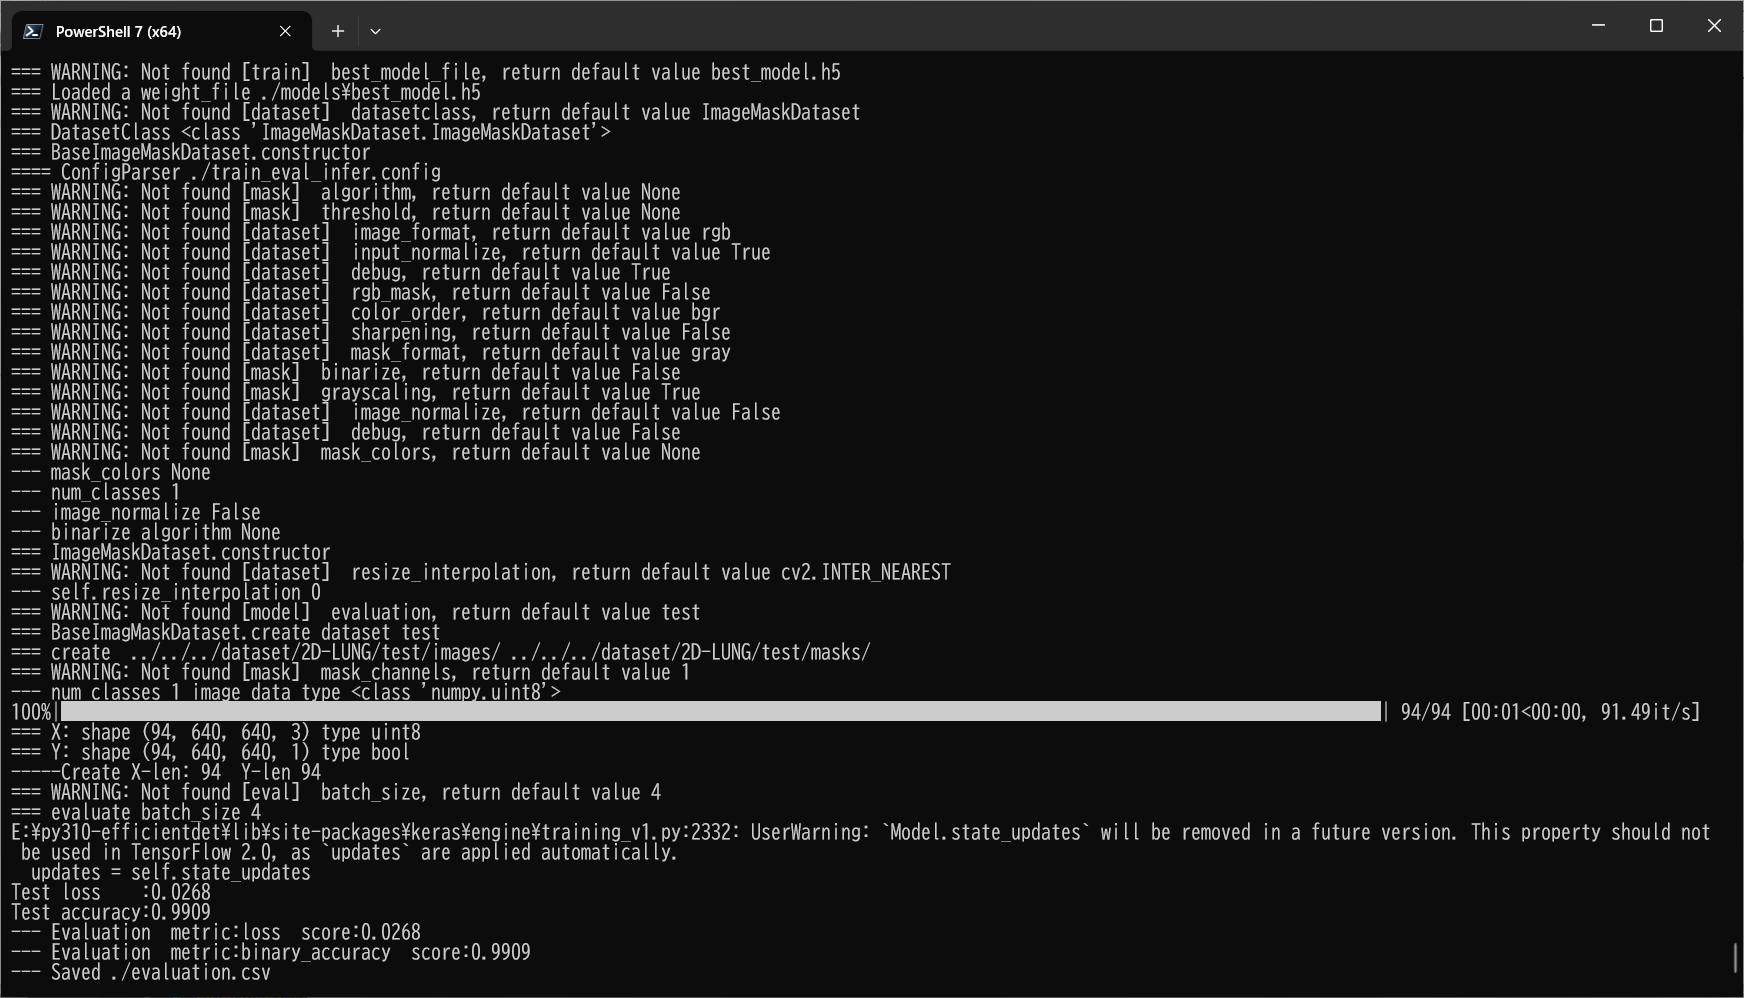 PowerShell 7 (x64)
=== WARNING: Not found [train]  best_model_file, return default value best_model.h5
=== Loaded a weight_file ./models¥best_model.h5
=== WARNING: Not found [dataset]  datasetclass, return default value ImageMaskDataset
=== DatasetClass <class 'ImageMaskDataset.ImageMaskDataset'>
=== BaseImageMaskDataset.constructor
==== ConfigParser ./train_eval_infer.config
=== WARNING: Not found [mask]  algorithm, return default value None
=== WARNING: Not found [mask]  threshold, return default value None
=== WARNING: Not found [dataset]  image_format, return default value rgb
=== WARNING: Not found [dataset]  input_normalize, return default value True
=== WARNING: Not found [dataset]  debug, return default value True
=== WARNING: Not found [dataset]  rgb_mask, return default value False
=== WARNING: Not found [dataset]  color_order, return default value bgr
=== WARNING: Not found [dataset]  sharpening, return default value False
=== WARNING: Not found [dataset]  mask_format, return default value gray
=== WARNING: Not found [mask]  binarize, return default value False
=== WARNING: Not found [mask]  grayscaling, return default value True
=== WARNING: Not found [dataset]  image_normalize, return default value False
=== WARNING: Not found [dataset]  debug, return default value False
=== WARNING: Not found [mask]  mask_colors, return default value None
--- mask_colors None
--- num_classes 1
--- image_normalize False
--- binarize algorithm None
=== ImageMaskDataset.constructor
=== WARNING: Not found [dataset]  resize_interpolation, return default value cv2.INTER_NEAREST
--- self.resize_interpolation 0
=== WARNING: Not found [model]  evaluation, return default value test
=== BaseImagMaskDataset.create dataset test
=== create  ../../../dataset/2D-LUNG/test/images/ ../../../dataset/2D-LUNG/test/masks/
=== WARNING: Not found [mask]  mask_channels, return default value 1
--- num classes 1 image data_type <class 'numpy.uint8'>
100%| | 94/94 [00:01<00:00, 91.49it/s]
=== X: shape (94, 640, 640, 3) type uint8
=== Y: shape (94, 640, 640, 1) type bool
-----Create X-len: 94  Y-len 94
=== WARNING: Not found [eval]  batch_size, return default value 4
=== evaluate batch_size 4
E:¥py310-efficientdet¥lib¥site-packages¥keras¥engine¥training_v1.py:2332: UserWarning: `Model.state_updates` will be removed in a future version. This property should not
 be used in TensorFlow 2.0, as `updates` are applied automatically.
  updates = self.state_updates
Test loss    :0.0268
Test accuracy:0.9909
--- Evaluation  metric:loss  score:0.0268
--- Evaluation  metric:binary_accuracy  score:0.9909
--- Saved ./evaluation.csv